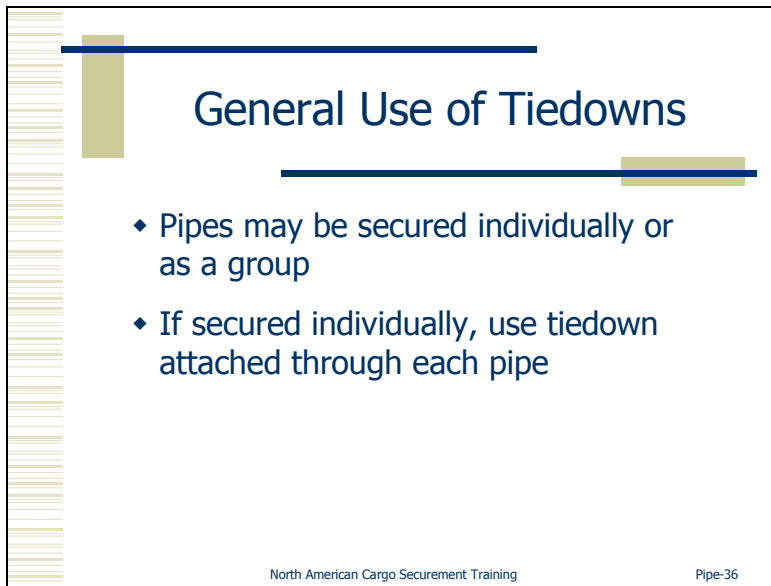 General Use of Tiedowns
◆ Pipes may be secured individually or
as a group
◆ If secured individually, use tiedown
attached through each pipe
North American Cargo Securement Training Pipe-36